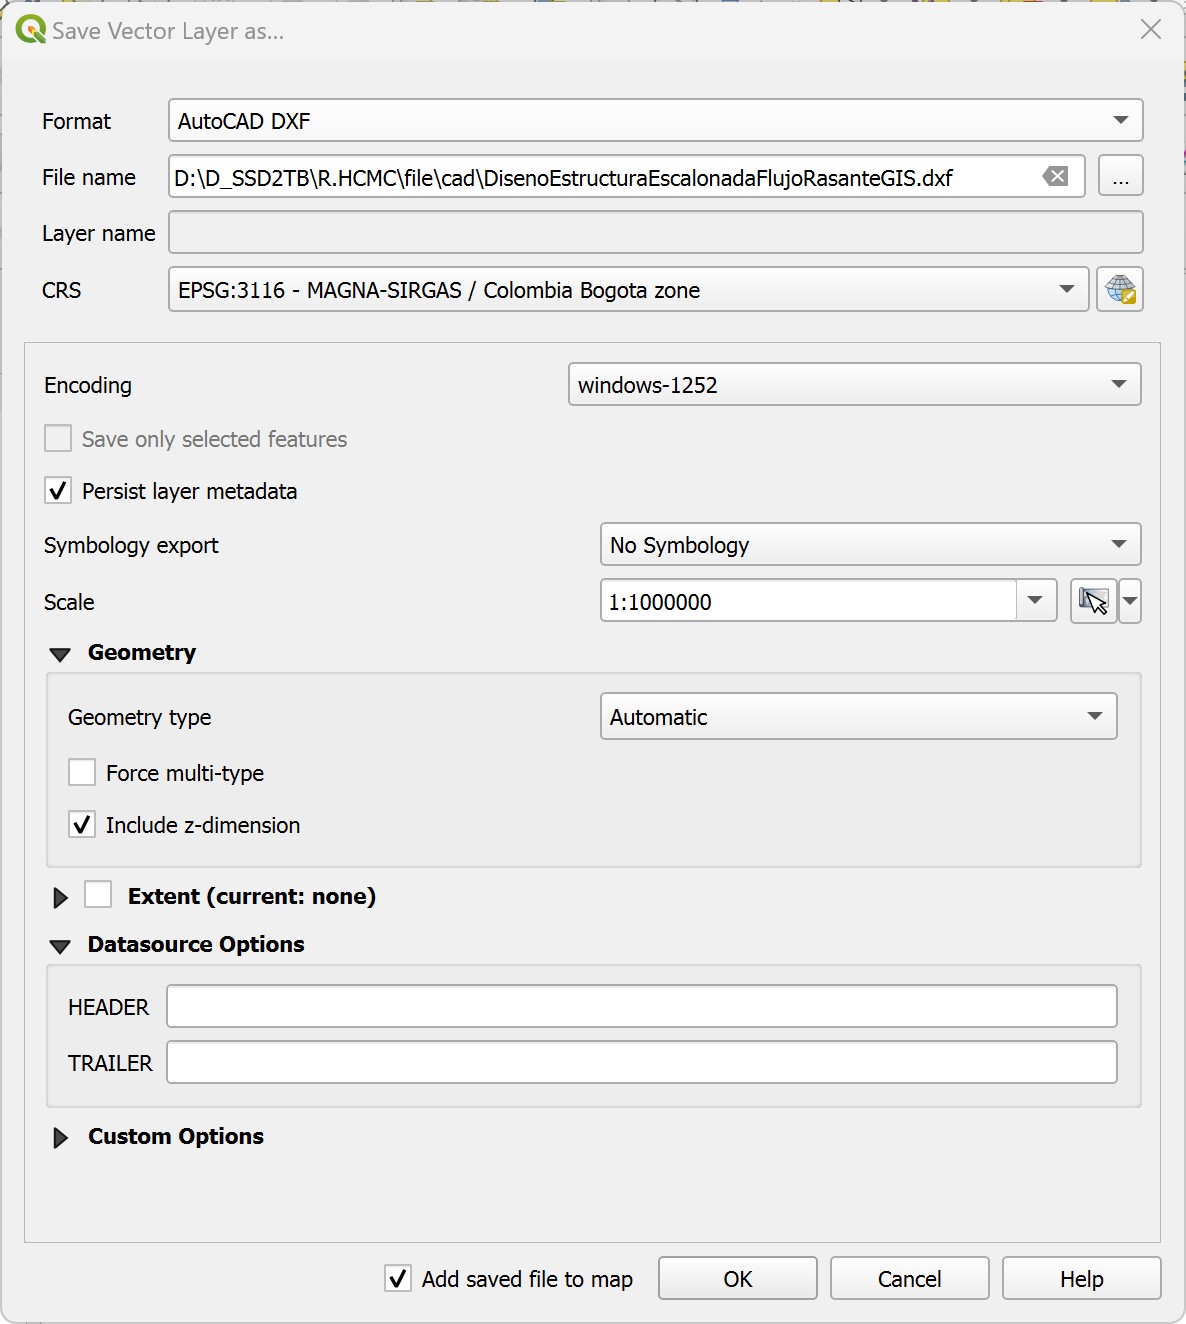 Save Vector Layer as...
Format AutoCAD DXF
File name D:\D_SSD2TB\R.HCMC\file\cad\DisenoEstructuraEscalonadaFlujoRasanteGIS.dxf ...
Layer name
CRS EPSG:3116 - MAGNA-SIRGAS / Colombia Bogota zone
Encoding windows-1252
Save only selected features
Persist layer metadata
Symbology export No Symbology
Scale 1:1000000
Geometry
Geometry type Automatic
Force multi-type
Include z-dimension
Extent (current: none)
Datasource Options
HEADER
TRAILER
Custom Options
Add saved file to map OK Cancel Help